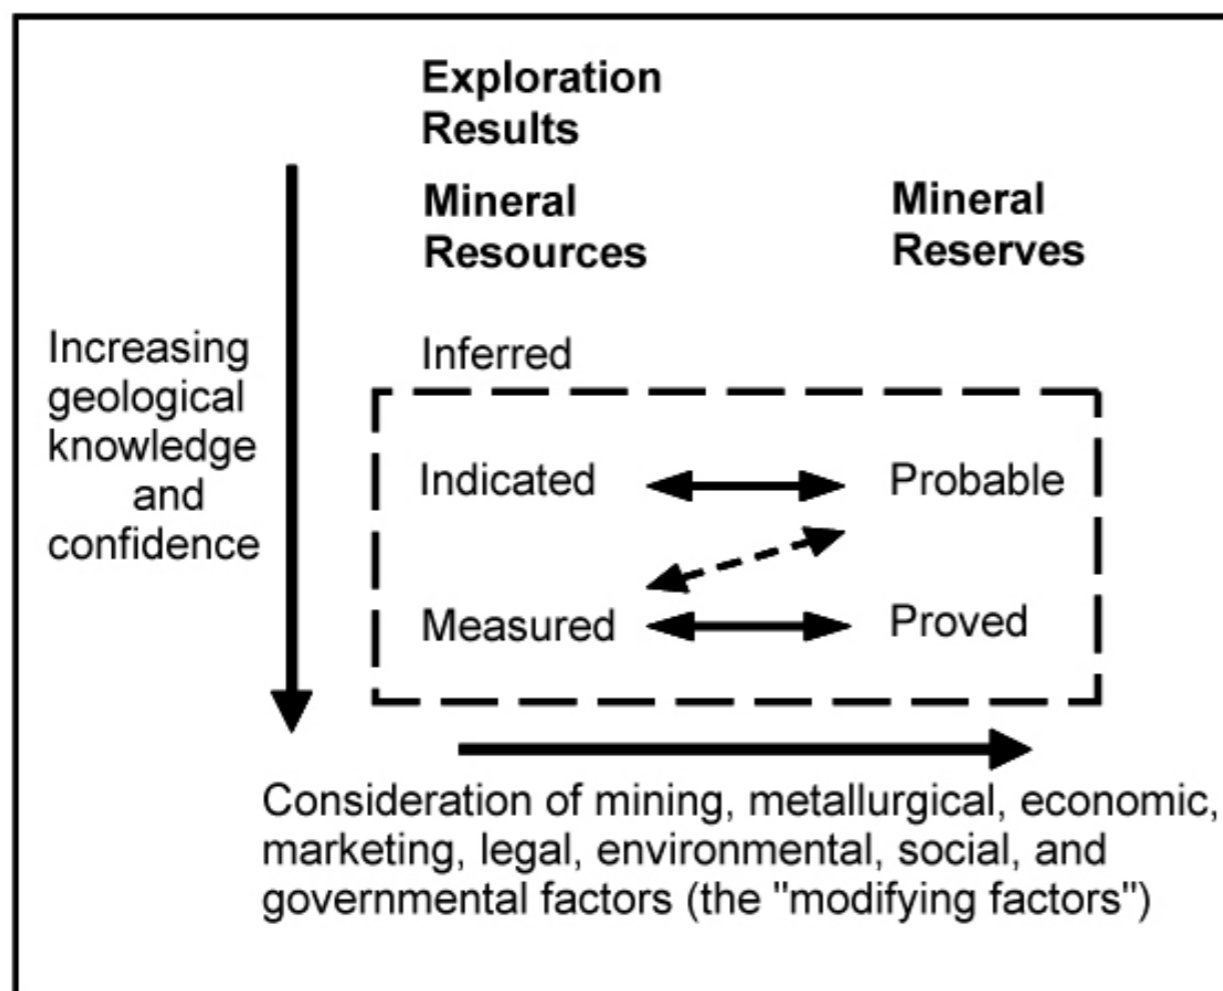 Exploration
Results
Mineral
Resources
Mineral
Reserves
Increasing
geological
knowledge
and
confidence
Inferred
Indicated
Probable
Measured
Proved
Consideration of mining, metallurgical, economic,
marketing, legal, environmental, social, and
governmental factors (the "modifying factors")